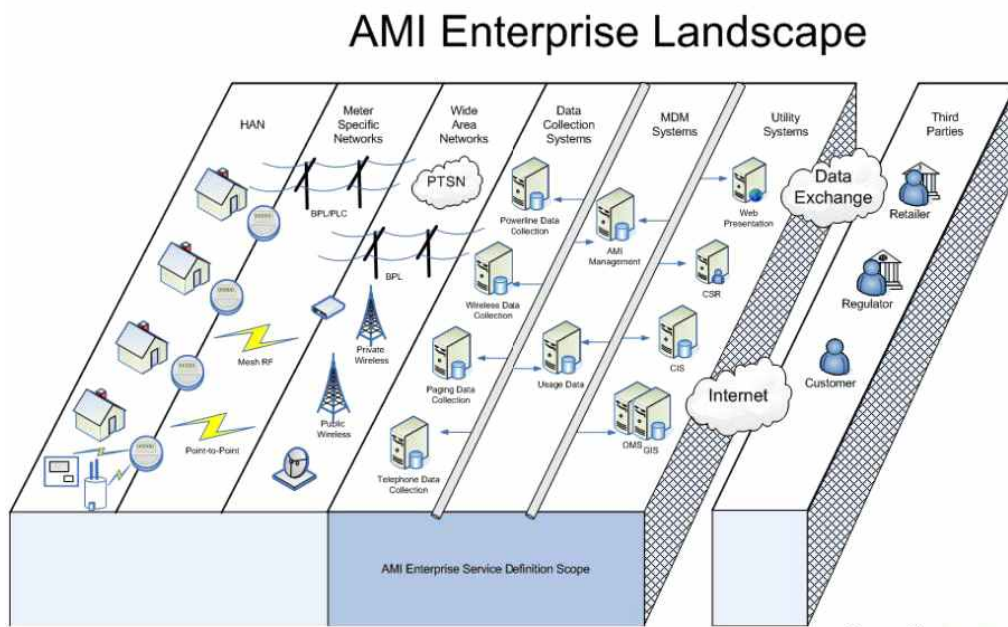 AMI Enterprise Landscape
HAN
Meter
Specific
Networks
Wide
Area
Networks
Data
Collection
Systems
MDM
Systems
Utility
Systems
Third
Parties
BPL/PLC
PTSN
Powerline Data
Collection
AMI
Management
Web
Presentation
Data
Exchange
Retailer
BPL
Wireless Data
Collection
CSR
Regulator
Mesh RF
Private
Wireless
Paging Data
Collection
Usage Data
CIS
Customer
Internet
Point-to-Point
Public
Wireless
Telephone Data
Collection
OMS
GIS
AMI Enterprise Service Definition Scope